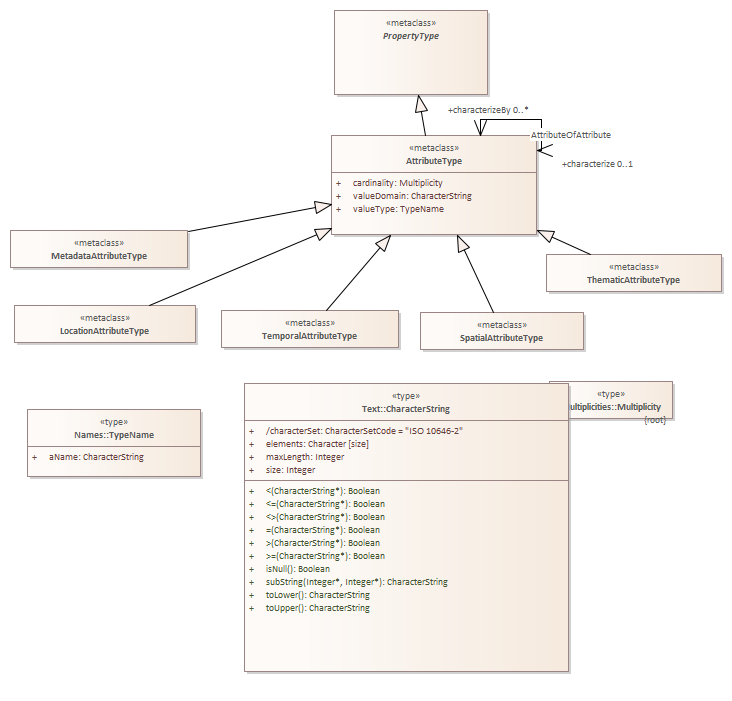 «metaclass»
PropertyType
+characterizeBy 0..*
AttributeOfAttribute
+characterize 0..1
«metaclass»
AttributeType
+ cardinality: Multiplicity
+ valueDomain: CharacterString
+ valueType: TypeName
«metaclass»
MetadataAttributeType
«metaclass»
ThematicAttributeType
«metaclass»
LocationAttributeType
«metaclass»
TemporalAttributeType
«metaclass»
SpatialAttributeType
«type»
Names::TypeName
+ aName: CharacterString
«type»
Text::CharacterString
+ /characterSet: CharacterSetCode = "ISO 10646-2"
+ elements: Character [size]
+ maxLength: Integer
+ size: Integer
+ <(CharacterString*): Boolean
+ <=(CharacterString*): Boolean
+ <>(CharacterString*): Boolean
+ =(CharacterString*): Boolean
+ >(CharacterString*): Boolean
+ >=(CharacterString*): Boolean
+ isNull(): Boolean
+ subString(Integer*, Integer*): CharacterString
+ toLower(): CharacterString
+ toUpper(): CharacterString
«type»
ultiplicities::Multiplicity
{root}